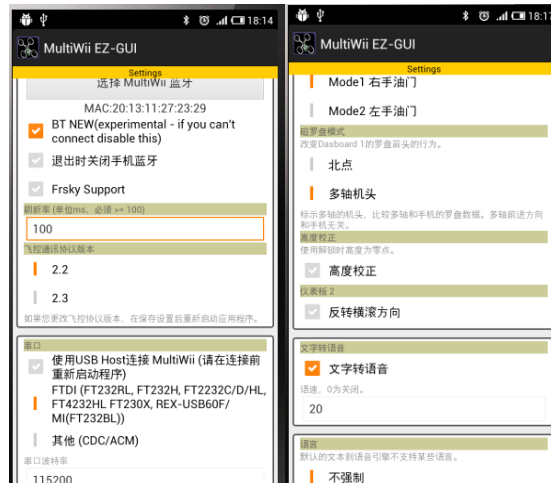 18:14
MultiWii EZ-GUI
Settings
选择 MultiWii 蓝牙
MAC:20:13:11:27:23:29
BT NEW(experimental - if you can't
connect disable this)
退出时关闭手机蓝牙
Frsky Support
刷新率 (单位ms，必须 >= 100)
100
飞控通讯协议版本
2.2
2.3
如果您更改飞控协议版本，在保存设置后重新启动应用程序。
串口
使用USB Host连接 MultiWii (请在连接前
重新启动程序)
FTDI (FT232RL, FT232H, FT2232C/D/HL,
FT4232HL FT230X, REX-USB60F/
MI(FT232BL))
其他 (CDC/ACM)
串口波特率
115200
18:17
MultiWii EZ-GUI
Settings
Mode1 右手油门
Mode2 左手油门
磁罗盘模式
改变Dasboard 1的罗盘箭头的行为。
北点
多轴机头
标示多轴的机头，比较多轴和手机的罗盘数据。多轴前进方向
和手机无关。
高度校正
使用解锁时高度为零点。
高度校正
仪表板 2
反转横滚方向
文字转语音
文字转语音
语速，0为关闭。
20
语言
默认的文本到语音引擎不支持某些语言。
不强制